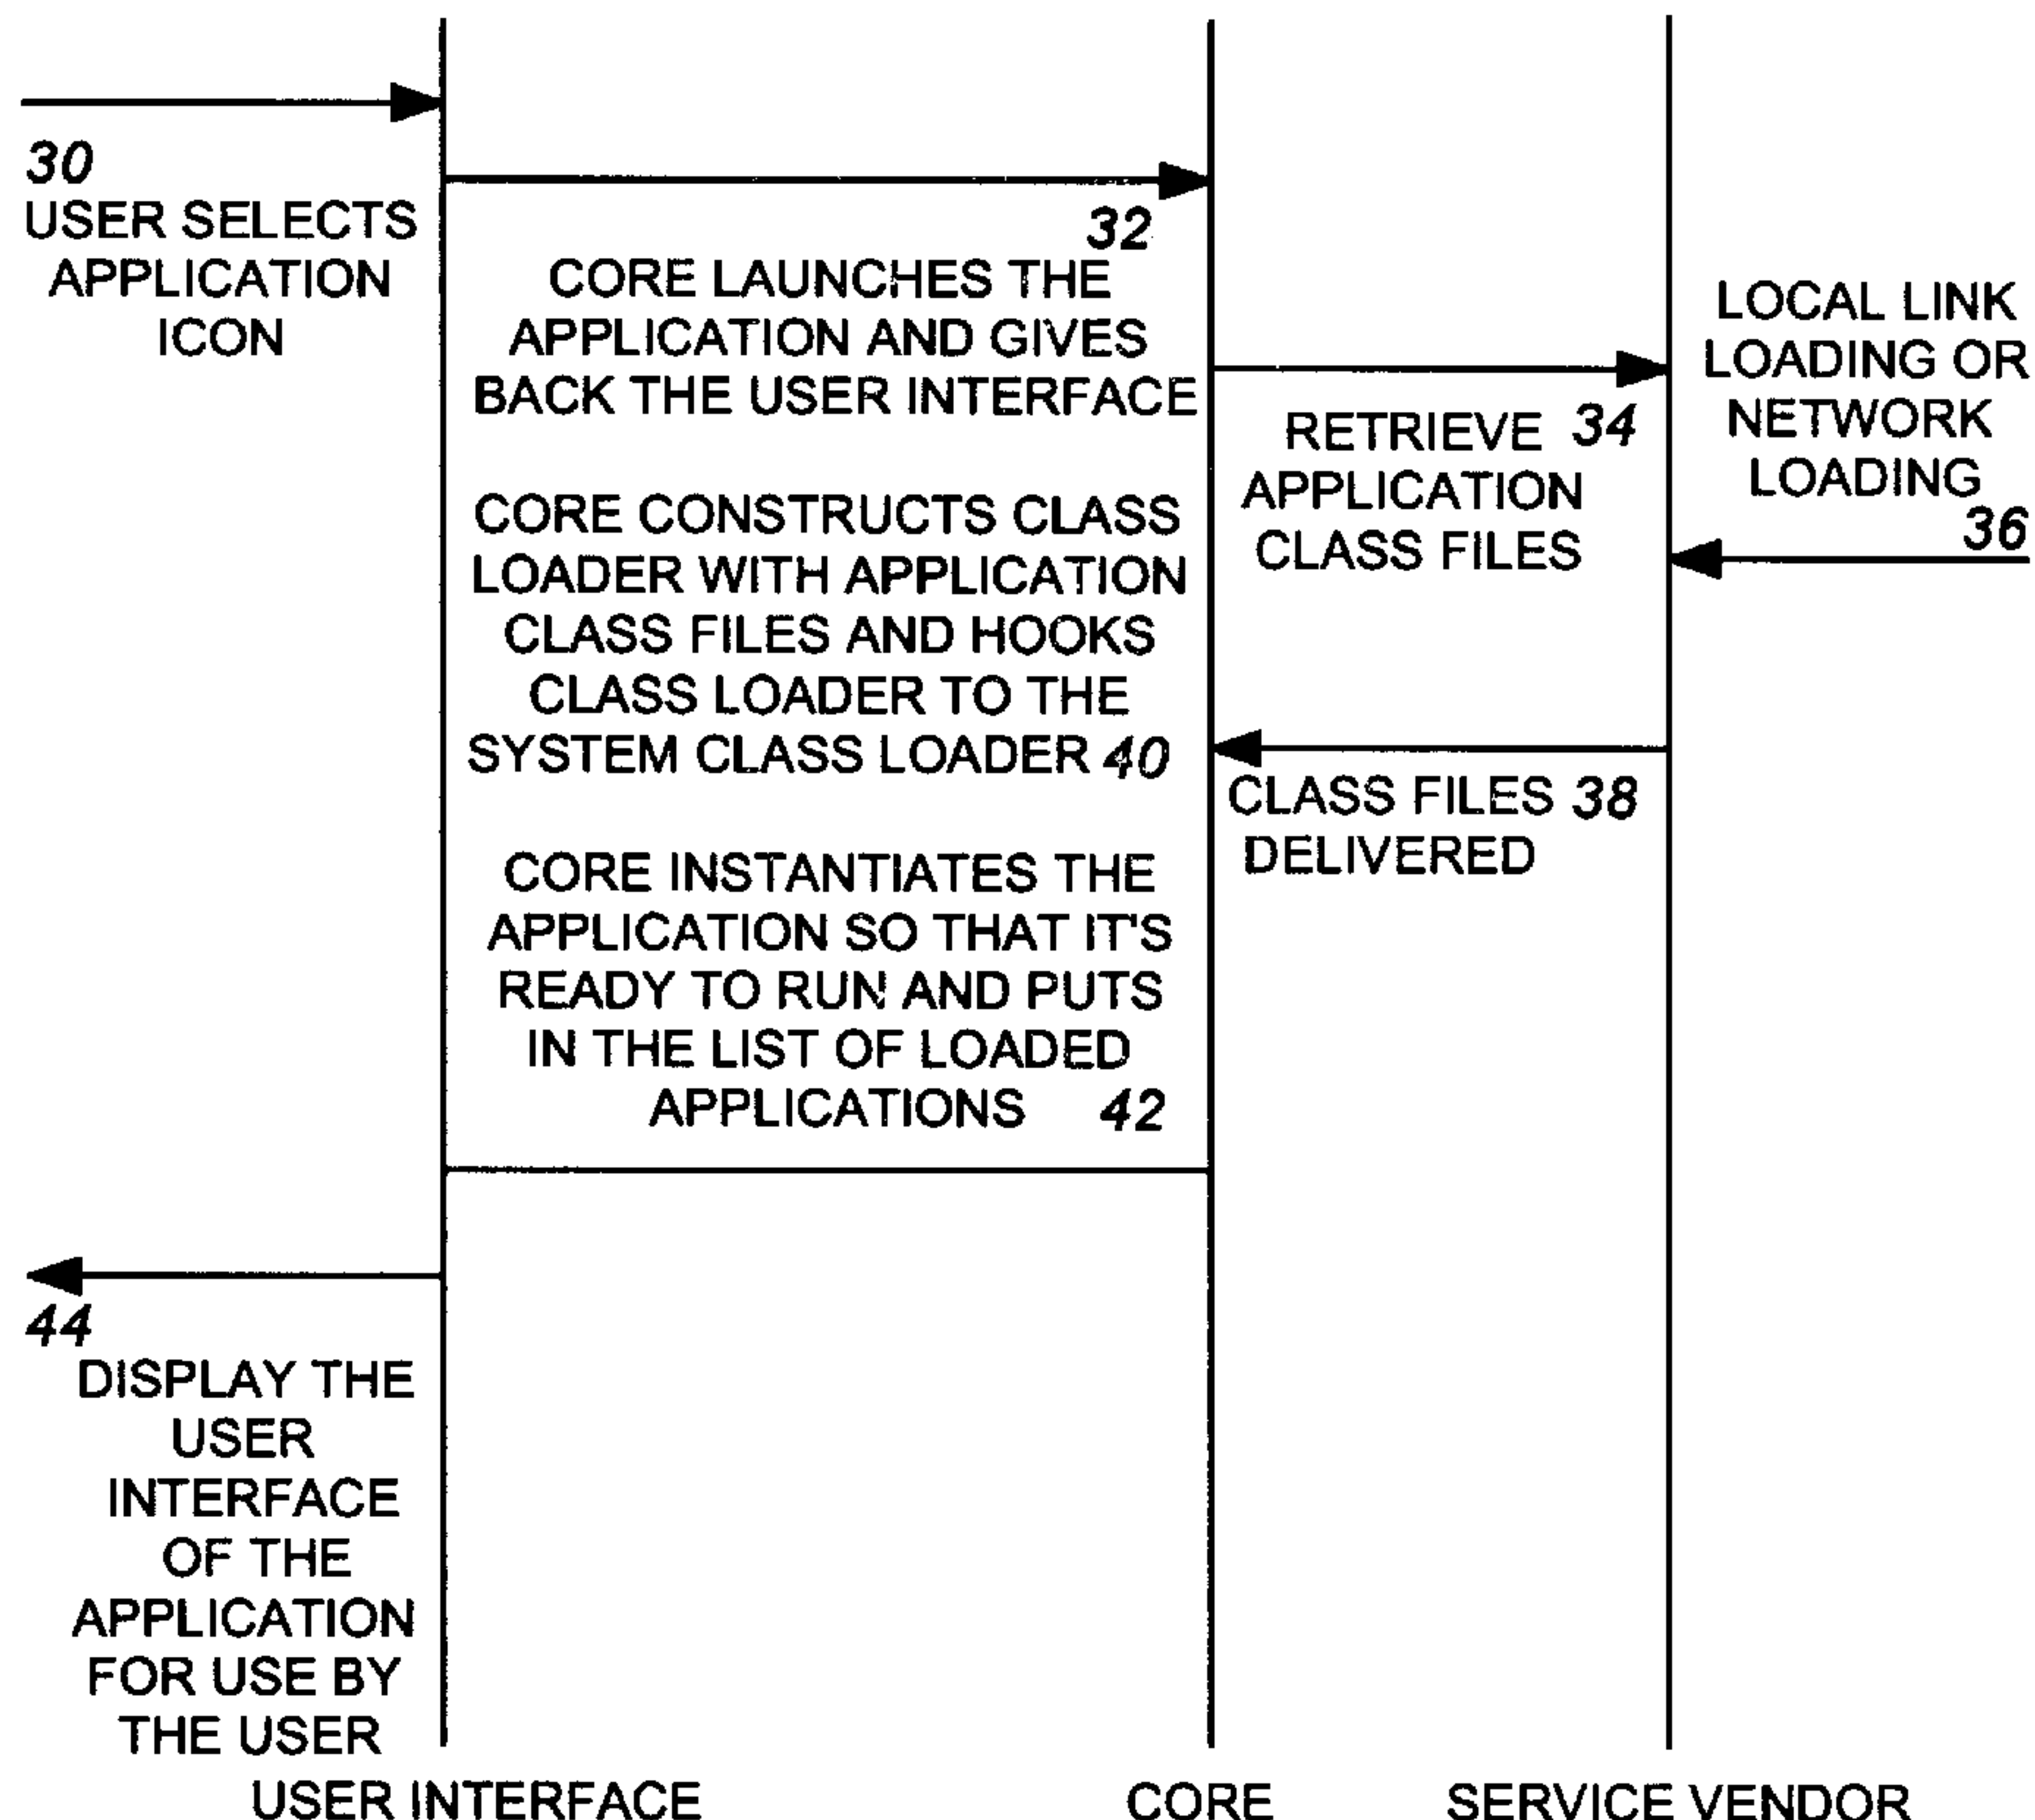 30
USER SELECTS
APPLICATION
ICON
32
CORE LAUNCHES THE
APPLICATION AND GIVES
BACK THE USER INTERFACE
RETRIEVE 34
APPLICATION
CLASS FILES
LOCAL LINK
LOADING OR
NETWORK
LOADING
36
CLASS FILES 38
DELIVERED
CORE CONSTRUCTS CLASS
LOADER WITH APPLICATION
CLASS FILES AND HOOKS
CLASS LOADER TO THE
SYSTEM CLASS LOADER 40
CORE INSTANTIATES THE
APPLICATION SO THAT IT'S
READY TO RUN AND PUTS
IN THE LIST OF LOADED
APPLICATIONS 42
44
DISPLAY THE
USER
INTERFACE
OF THE
APPLICATION
FOR USE BY
THE USER
USER INTERFACE
CORE
SERVICE VENDOR